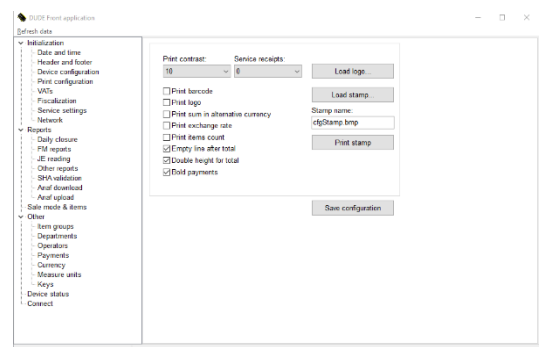 DUDE Front application
Refresh data
Initialization
Date and time
Header and footer
Device configuration
Print configuration
VATs
Fiscalization
Service settings
Network
Reports
Daily closure
FM reports
JE reading
Other reports
SHA validation
Anaf download
Anaf upload
Sale mode & items
Other
Item groups
Departments
Operators
Payments
Currency
Measure units
Keys
Device status
Connect
Print contrast: Service receipts:
10 0 Load logo...
Print barcode
Load stamp...
Print logo
Print sum in alternative currency
Stamp name:
Print exchange rate
cfgStamp.bmp
Print items count
Empty line after total
Print stamp
Double height for total
Bold payments
Save configuration